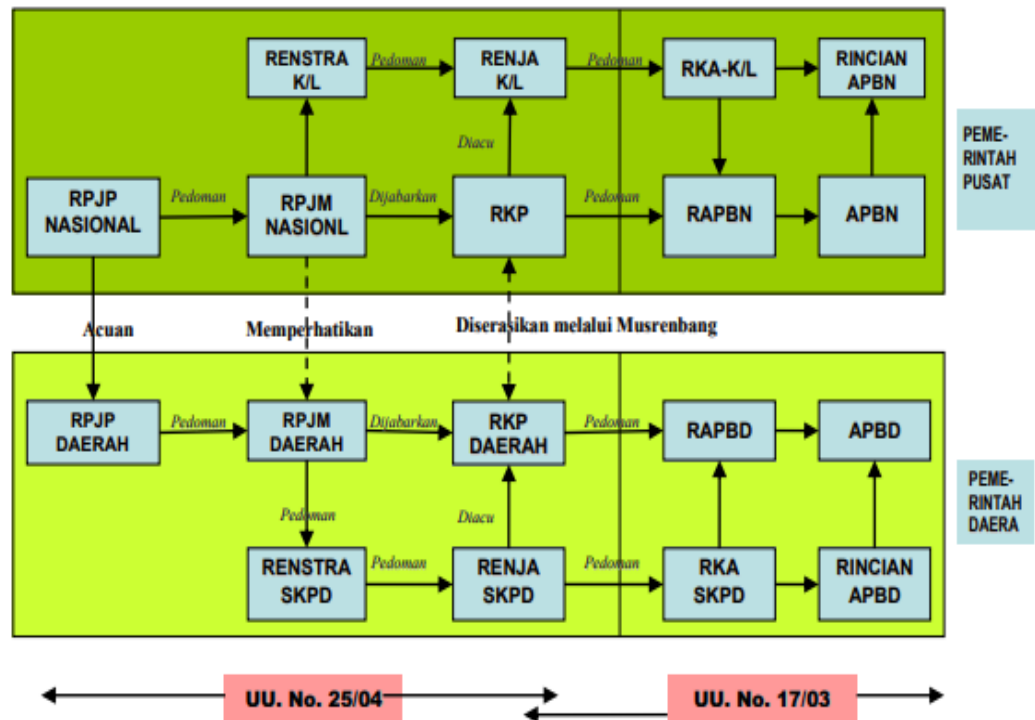 RENSTRA
K/L
Pedoman
RENJA
K/L
Pedoman
RKA-K/L
RINCIAN
APBN
Diacu
RPJP
NASIONAL
Pedoman
RPJM
NASIONL
Dijabarkan
RKP
Pedoman
RAPBN
APBN
PEME-
RINTAH
PUSAT
Acuan
Memperhatikan
Diserasikan melalui Musrenbang
RPJP
DAERAH
Pedoman
RPJM
DAERAH
Dijabarkan
RKP
DAERAH
Pedoman
RAPBD
APBD
Pedoman
Diacu
RENSTRA
SKPD
Pedoman
RENJA
SKPD
Pedoman
RKA
SKPD
RINCIAN
APBD
PEME-
RINTAH
DAERA
UU. No. 25/04
UU. No. 17/03